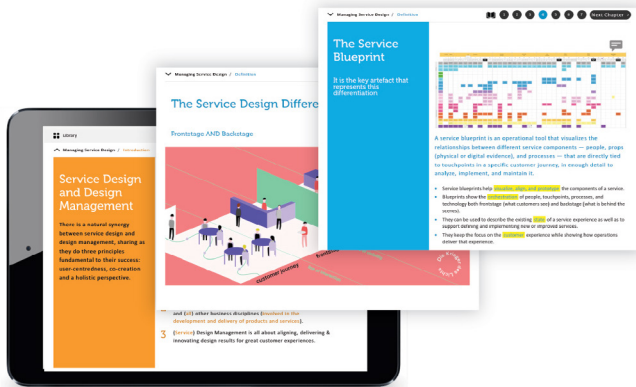 Library
Managing Service Design / Introduction
Service Design
and Design
Management
There is a natural synergy
between service design and
design management, sharing as
they do three principles
fundamental to their success:
user-centredness, co-creation
and a holistic perspective.
and (all) other business disciplines (involved in the
development and delivery of products and services).
3 (Service) Design Management is all about aligning, delivering &
innovating design results for great customer experiences.
Managing Service Design / Definition
The Service Design Differe
Frontstage AND Backstage
customer journey
Managing Service Design / Definition
1 2 3 4 5 6 7 Next Chapter
The Service
Blueprint
It is the key artefact that
represents this
differentiation
A service blueprint is an operational tool that visualizes the
relationships between different service components — people, props
(physical or digital evidence), and processes — that are directly tied
to touchpoints in a specific customer journey, in enough detail to
analyze, implement, and maintain it.
Service blueprints help visualize, align, and prototype the components of a service.
Blueprints show the orchestration of people, touchpoints, processes, and
technology both frontstage (what customers see) and backstage (what is behind the
scenes).
They can be used to describe the existing state of a service experience as well as to
support defining and implementing new or improved services.
They keep the focus on the customer experience while showing how operations
deliver that experience.